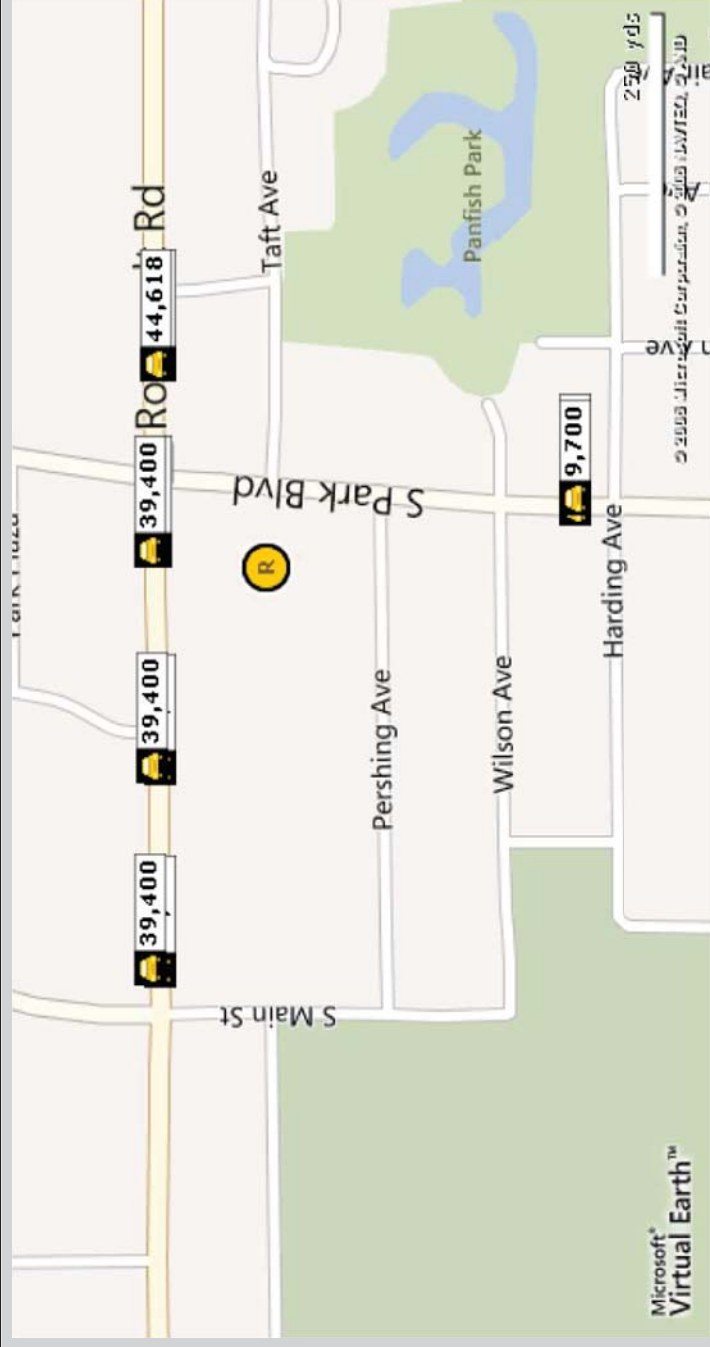 250 yds
Rd
44,618
Ro
39,400
39,400
39,400
Taft Ave
Panfish Park
S Park Blvd
9,700
R
Harding Ave
Pershing Ave
Wilson Ave
S Main St
Microsoft®
Virtual Earth™